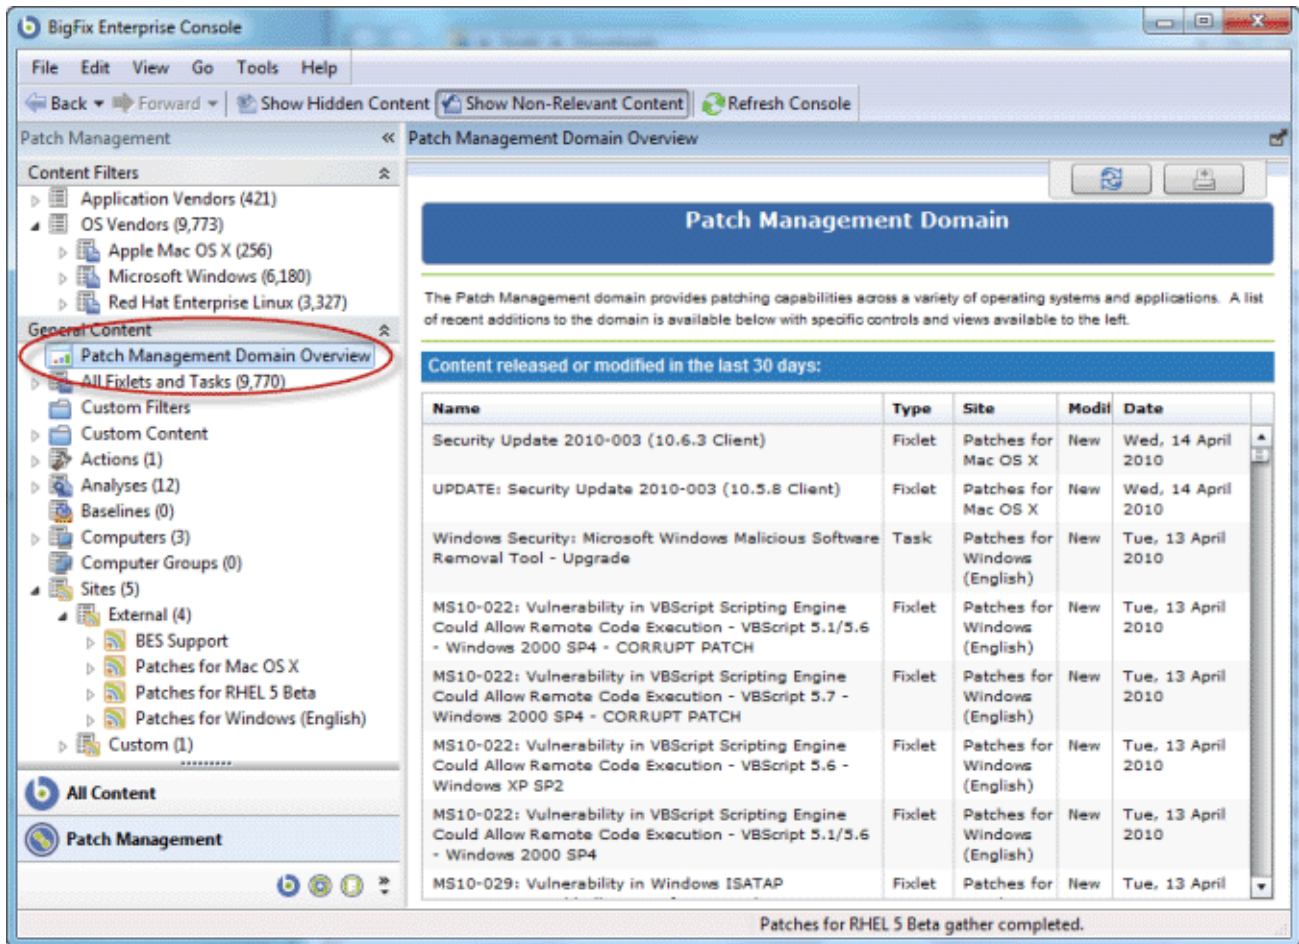 BigFix Enterprise Console
File Edit View Go Tools Help
Back Forward Show Hidden Content Show Non-Relevant Content Refresh Console
Patch Management
Content Filters
Application Vendors (421)
OS Vendors (9,773)
Apple Mac OS X (256)
Microsoft Windows (6,180)
Red Hat Enterprise Linux (3,327)
General Content
Patch Management Domain Overview
All Fixlets and Tasks (9,770)
Custom Filters
Custom Content
Actions (1)
Analyses (12)
Baselines (0)
Computers (3)
Computer Groups (0)
Sites (5)
External (4)
BES Support
Patches for Mac OS X
Patches for RHEL 5 Beta
Patches for Windows (English)
Custom (1)
All Content
Patch Management
Patch Management Domain Overview
Patch Management Domain
The Patch Management domain provides patching capabilities across a variety of operating systems and applications. A list
of recent additions to the domain is available below with specific controls and views available to the left.
Content released or modified in the last 30 days:
Name Type Site Modif Date
Security Update 2010-003 (10.6.3 Client) Fixlet Patches for New Wed, 14 April
Mac OS X 2010
UPDATE: Security Update 2010-003 (10.5.8 Client) Fixlet Patches for New Wed, 14 April
Mac OS X 2010
Windows Security: Microsoft Windows Malicious Software Task Patches for New Tue, 13 April
Removal Tool - Upgrade Windows 2010
(English)
MS10-022: Vulnerability in VBScript Scripting Engine Fixlet Patches for New Tue, 13 April
Could Allow Remote Code Execution - VBScript 5.1/5.6 Windows 2010
- Windows 2000 SP4 - CORRUPT PATCH (English)
MS10-022: Vulnerability in VBScript Scripting Engine Fixlet Patches for New Tue, 13 April
Could Allow Remote Code Execution - VBScript 5.7 - Windows 2010
Windows 2000 SP4 - CORRUPT PATCH (English)
MS10-022: Vulnerability in VBScript Scripting Engine Fixlet Patches for New Tue, 13 April
Could Allow Remote Code Execution - VBScript 5.6 - Windows 2010
Windows XP SP2 (English)
MS10-022: Vulnerability in VBScript Scripting Engine Fixlet Patches for New Tue, 13 April
Could Allow Remote Code Execution - VBScript 5.1/5.6 Windows 2010
- Windows 2000 SP4 (English)
MS10-029: Vulnerability in Windows ISATAP Fixlet Patches for New Tue, 13 April
Patches for RHEL 5 Beta gather completed.